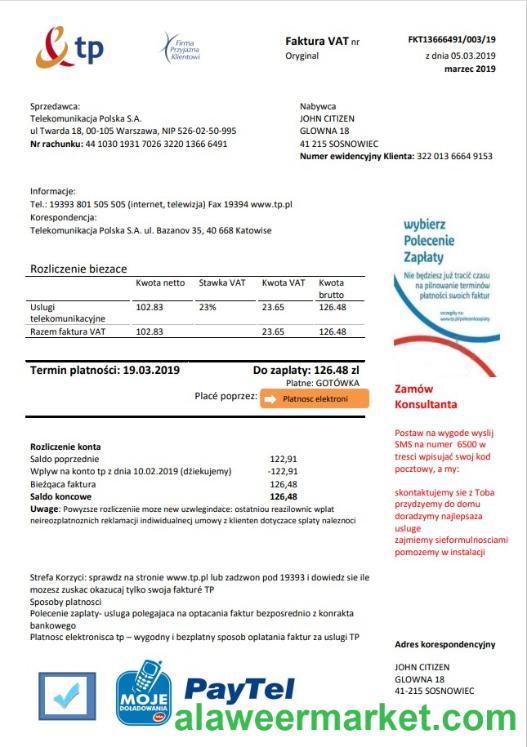 tp
Firma
Przyjazna
Klientowi
Faktura VAT nr
Oryginal
FKT13666491/003/19
z dnia 05.03.2019
marzec 2019
Sprzedawca:
Telekomunikacja Polska S.A.
ul Twarda 18, 00-105 Warszawa, NIP 526-02-50-995
Nr rachunku: 44 1030 1931 7026 3220 1366 6491
Nabywca
JOHN CITIZEN
GLOWNA 18
41 215 SOSNOWIEC
Numer ewidencyjny Klienta: 322 013 6664 9153
Informacje:
Tel.: 19393 801 505 505 (internet, telewizja) Fax 19394 www.tp.pl
Korespondencja:
Telekomunikacja Polska S.A. ul. Bazanov 35, 40 668 Katowise
wybierz
Polecenie
Zapłaty
Nie będziesz już tracić czasu
na pilnowanie terminów
płatności swoich faktur
szczegóły na
www.tp.pl/poleceniezaplaty
Rozliczenie biezace
Kwota netto Stawka VAT Kwota VAT Kwota
brutto
Uslugi 102.83 23% 23.65 126.48
telekomunikacyjne
Razem faktura VAT 102.83 23.65 126.48
Termin platności: 19.03.2019 Do zaplaty: 126.48 zl
Platne: GOTÓWKA
Placé poprzez: Platnosc elektroni
Zamów
Konsultanta
Postaw na wygode wyslij
SMS na numer 6500 w
tresci wpisujać swoj kod
pocztowy, a my:
skontaktujemy sie z Toba
przydzyemy do domu
doradzimy najlepsaza
usluge
zajmiemy sieformulnosciami
pomozemy w instalacji
Rozliczenie konta
Saldo poprzednie 122,91
Wplyw na konto tp z dnia 10.02.2019 (dziekujemy) -122,91
Bieżąca faktura 126,48
Saldo koncowe 126,48
Uwage: Powyzsze rozliczeniie moze new uzwlegindace: ostatniou reazilownic wplat
neireozplatnoznich reklamacji individualnecj umowy z klienten dotyczace splaty naleznoci
Strefa Korzyci: sprawdz na stronie www.tp.pl lub zadzwon pod 19393 i dowiedz sie ile
mozesz zuskac okazucaj tylko swoja fakturé TP
Sposoby platnosci
Polecenie zaplaty- usluga polegajaca na optacania faktur bezposrednio z konrakta
bankowego
Platnosc elektronisca tp – wygodny i bezplatny sposob oplatania faktur za uslugi TP
Adres korespondencyjny
JOHN CITIZEN
GLOWNA 18
41-215 SOSNOWIEC
MOJE
DOŁADOWANIA
PayTel
alaweermarket.com